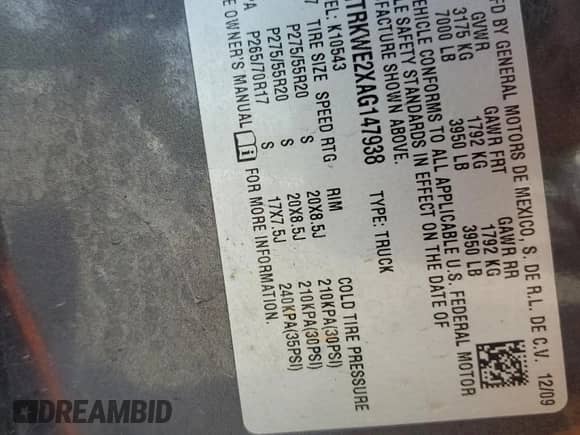 FD BY GENERAL MOTORS DE MEXICO, S. DE R.L. DE C.V. 12/09
GVWR GAWR FRT GAWR RR
3175 KG 1792 KG 1792 KG
7000 LB 3950 LB 3950 LB
VEHICLE CONFORMS TO ALL APPLICABLE U.S. FEDERAL MOTOR
LE SAFETY STANDARDS IN EFFECT ON THE DATE OF
FACTURE SHOWN ABOVE.
TRKWE2XAG147938 TYPE: TRUCK
EL: K10543
TIRE SIZE SPEED RTG RIM COLD TIRE PRESSURE
P275/55R20 S 20X8.5J 210KPA(30PSI)
P275/55R20 S 20X8.5J 210KPA(30PSI)
PA P265/70R17 S 17X7.5J 240KPA(35PSI)
E OWNER'S MANUAL FOR MORE INFORMATION.
DREAMBID